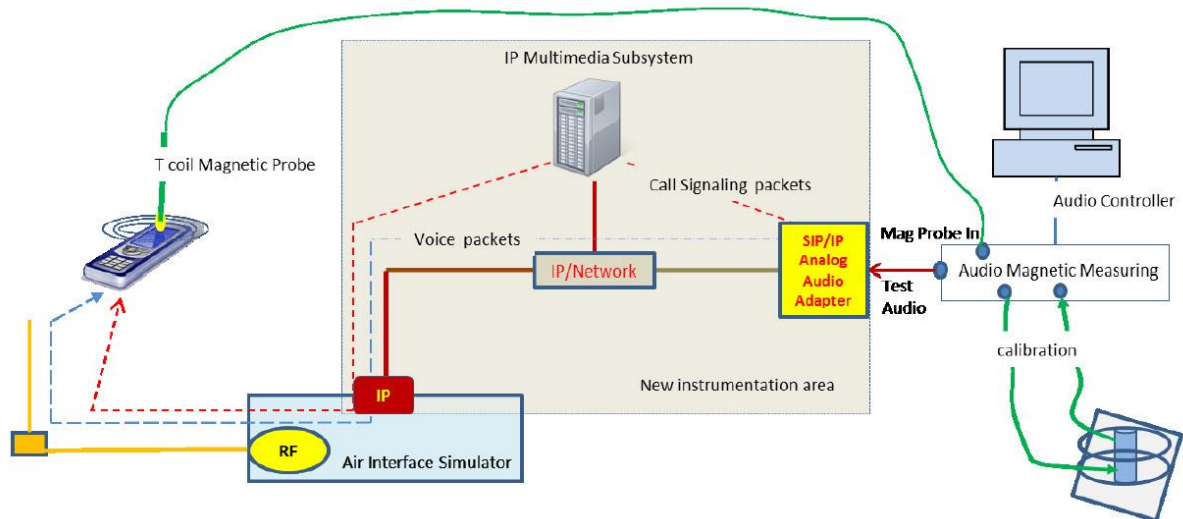 IP Multimedia Subsystem
T coil Magnetic Probe
Call Signaling packets
Audio Controller
Voice packets
Mag Probe In
SIP/IP
Analog
Audio
Adapter
IP/Network
Audio Magnetic Measuring
Test
Audio
calibration
IP
New instrumentation area
RF
Air Interface Simulator